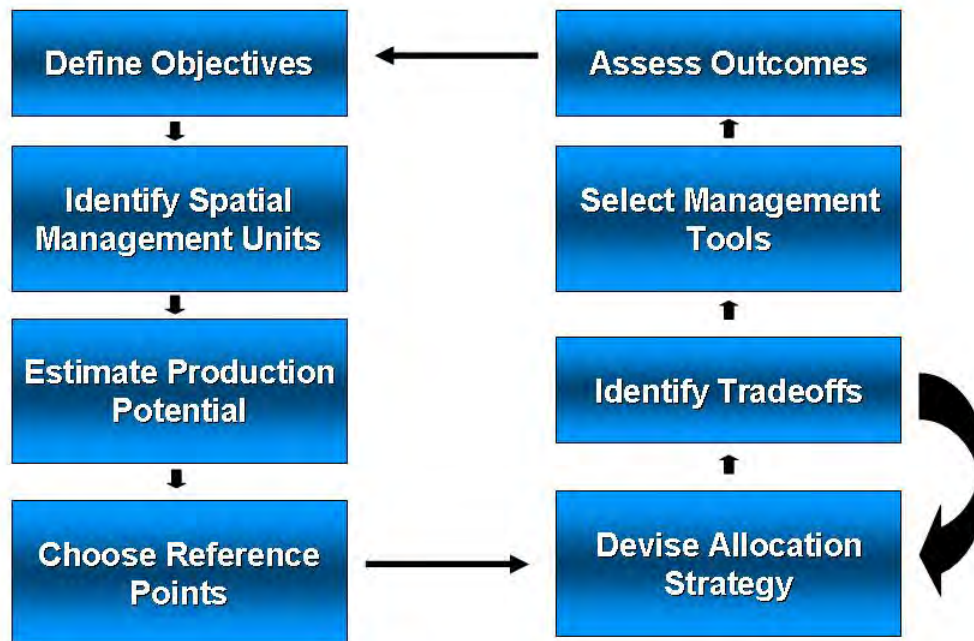 Define Objectives
Identify Spatial
Management Units
Estimate Production
Potential
Choose Reference
Points
Devise Allocation
Strategy
Identify Tradeoffs
Select Management
Tools
Assess Outcomes